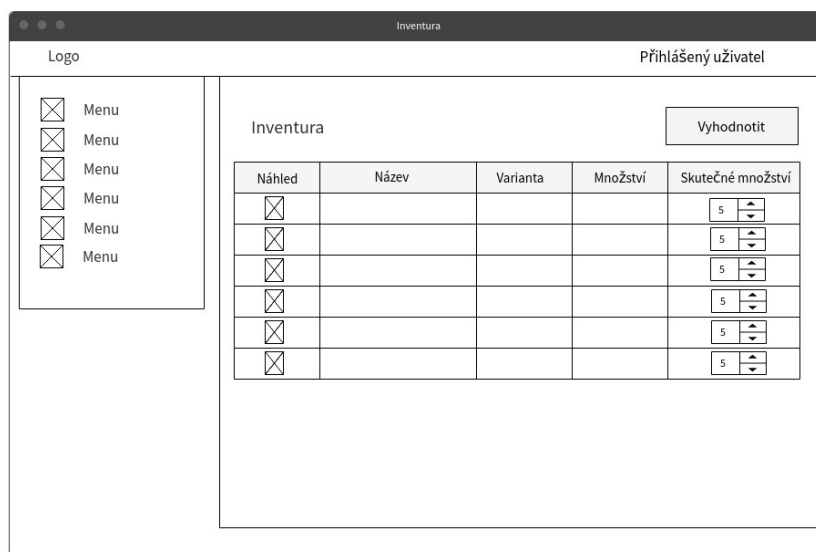 Inventura
Logo
Přihlášený uživatel
Menu
Menu
Menu
Menu
Menu
Menu
Inventura
Vyhodnotit
Náhled Název Varianta Množství Skutečné množství
5
5
5
5
5
5